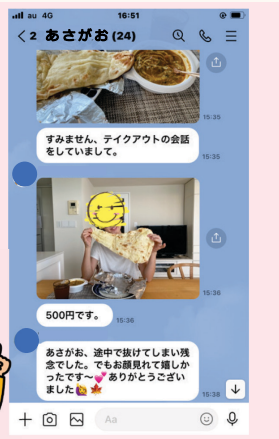 au 4G 16:51
2 あさがお(24)
15:35
すみません、テイクアウトの会話
をしていまして。
15:35
15:36
500円です。
15:36
あさがお、途中で抜けてしまい残
念でした。でもお顔見れて嬉しか
ったです〜💕ありがとうござい
ました🙋🍁
15:38
Aa